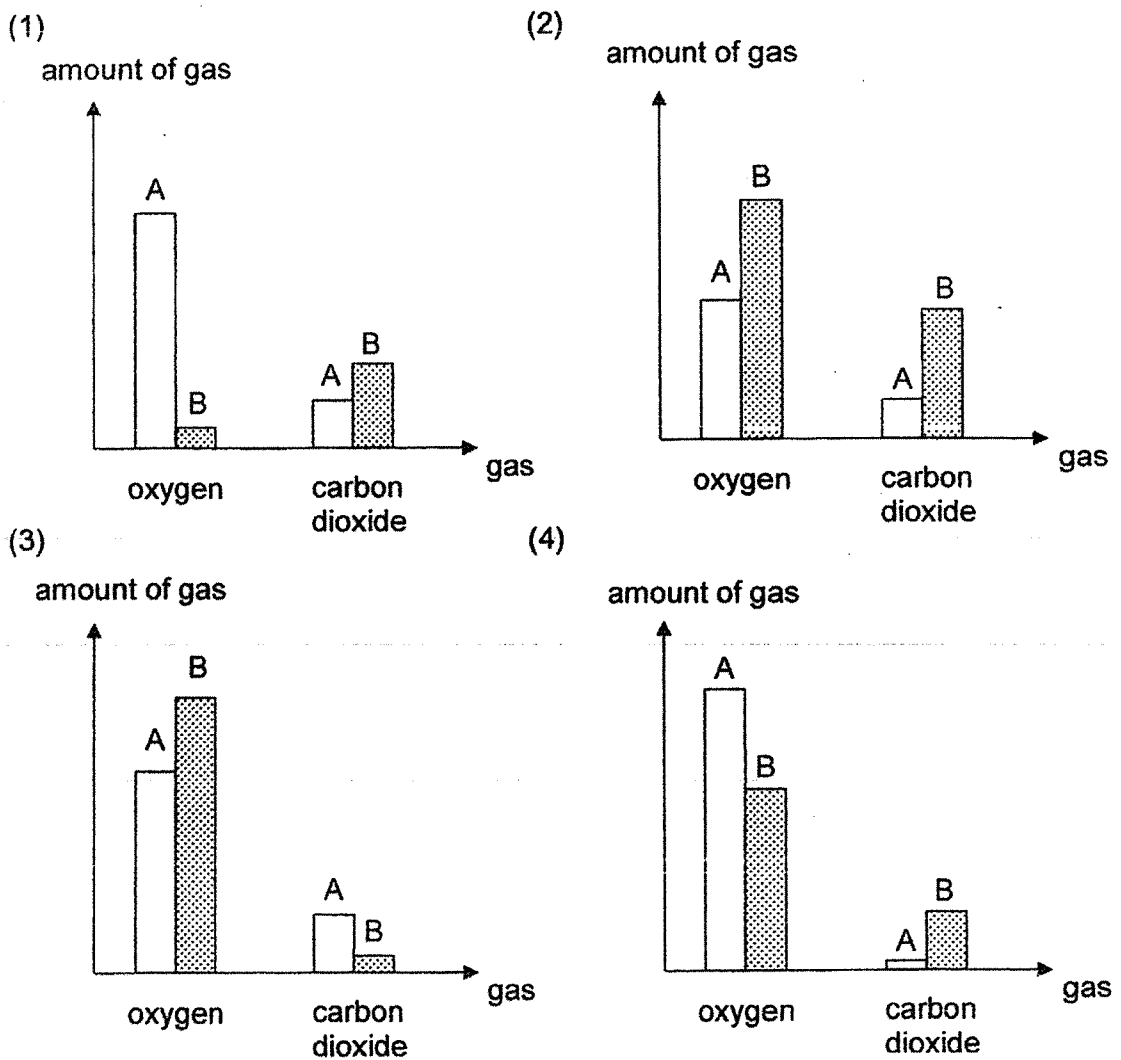 (1)
amount of gas
A
B
A
B
gas
oxygen
carbon
dioxide
(2)
amount of gas
A
B
A
B
gas
oxygen
carbon
dioxide
(3)
amount of gas
A
B
A
B
gas
oxygen
carbon
dioxide
(4)
amount of gas
A
B
A
B
gas
oxygen
carbon
dioxide